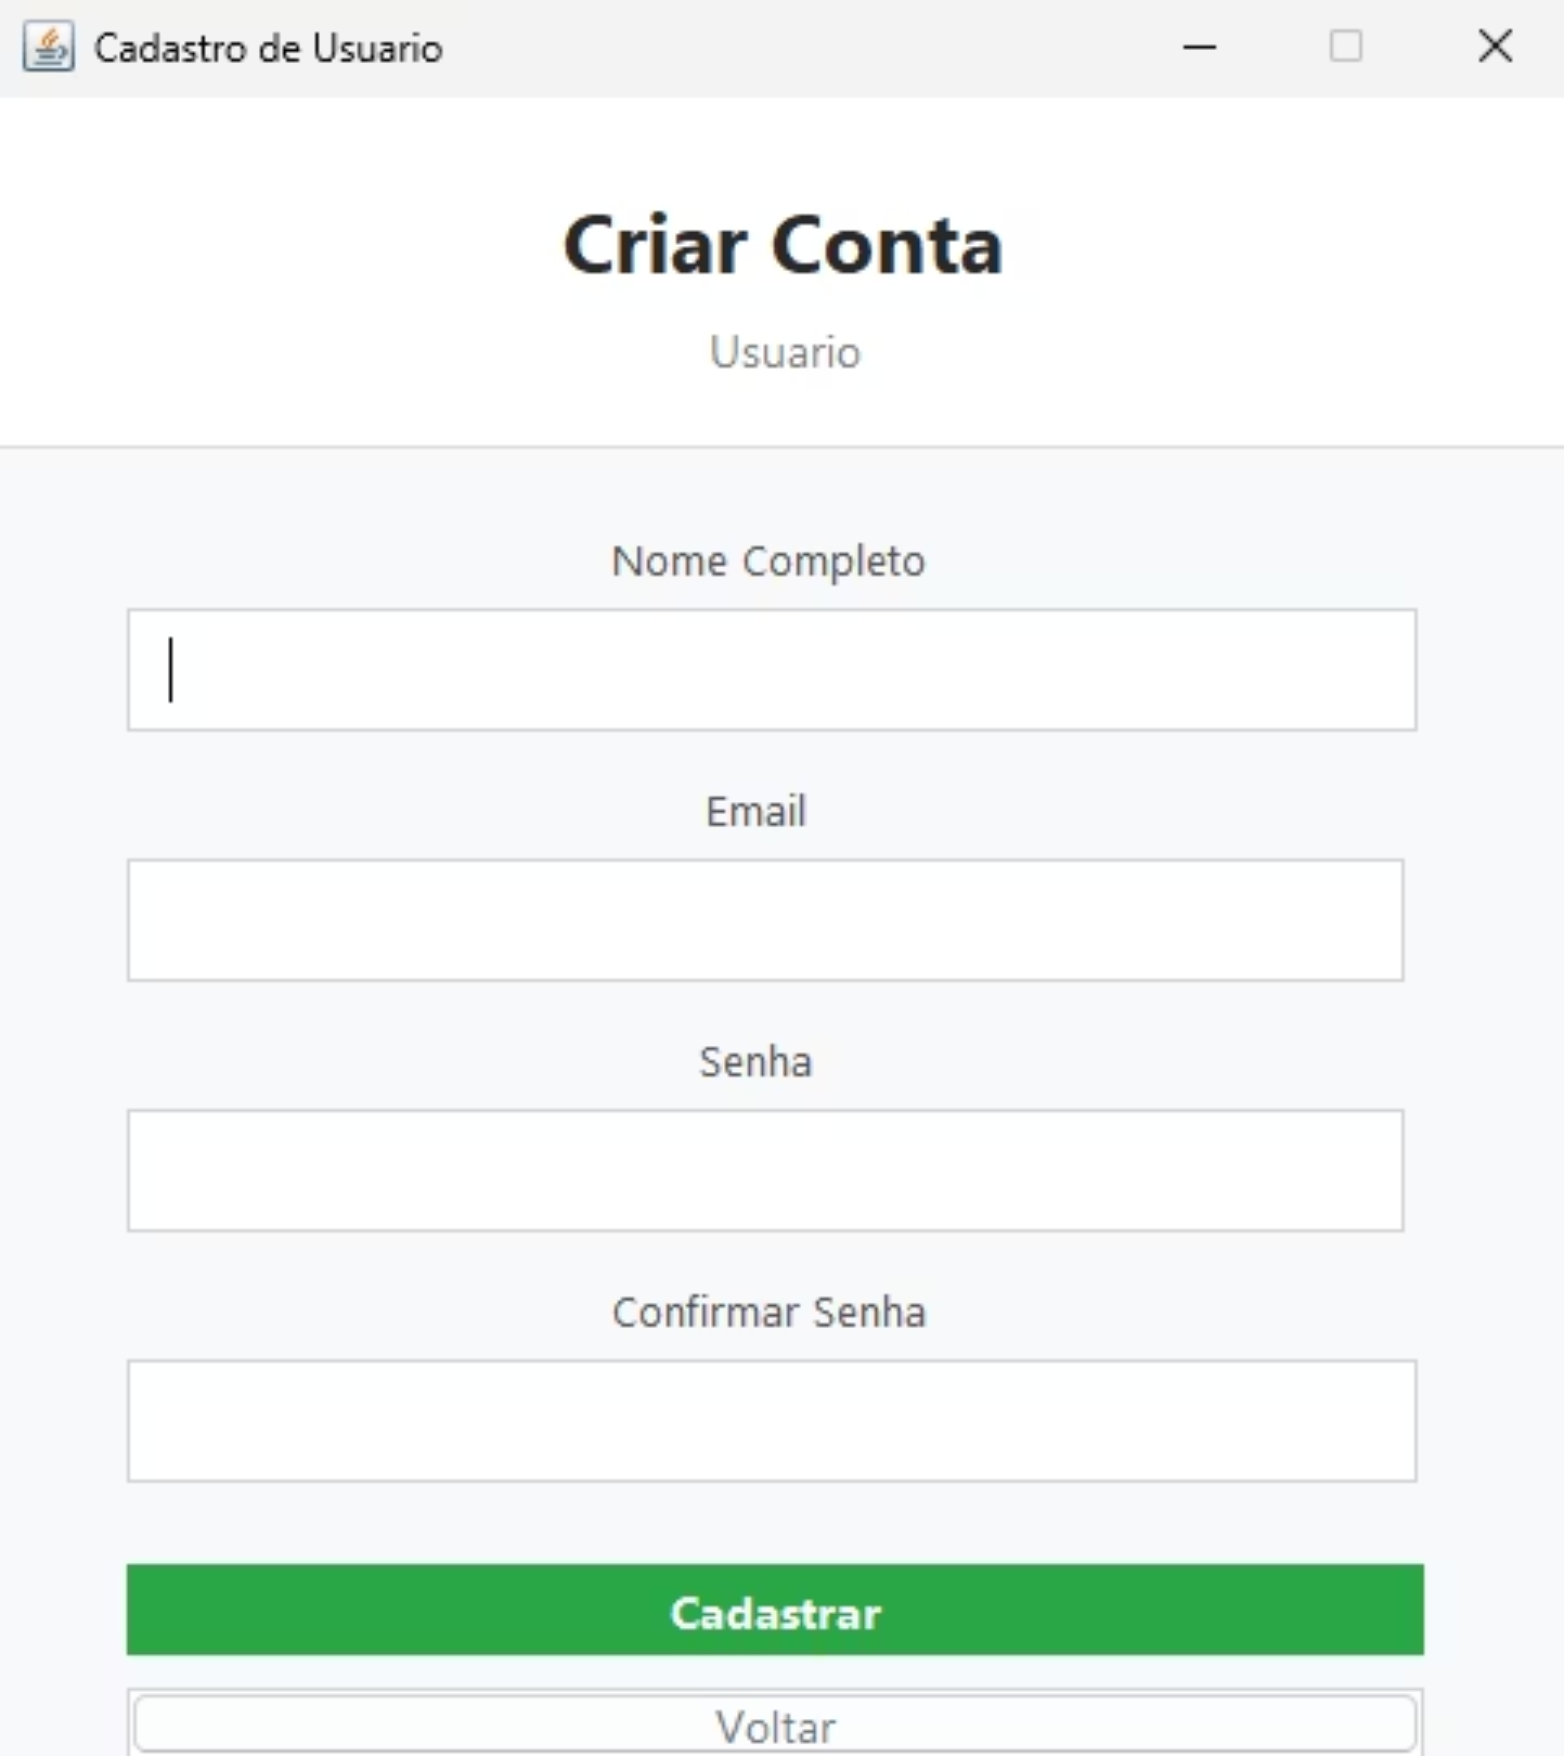 Cadastro de Usuario
Criar Conta
Usuario
Nome Completo
Email
Senha
Confirmar Senha
Cadastrar
Voltar